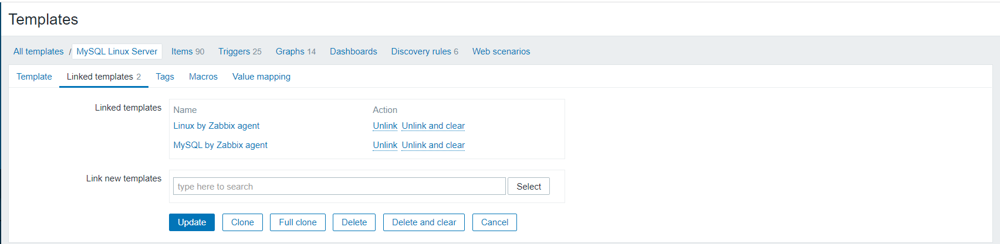 Templates
All templates / MySQL Linux Server Items 90 Triggers 25 Graphs 14 Dashboards Discovery rules 6 Web scenarios
Template Linked templates 2 Tags Macros Value mapping
Linked templates Name Action
Linux by Zabbix agent Unlink Unlink and clear
MySQL by Zabbix agent Unlink Unlink and clear
Link new templates
type here to search Select
Update Clone Full clone Delete Delete and clear Cancel